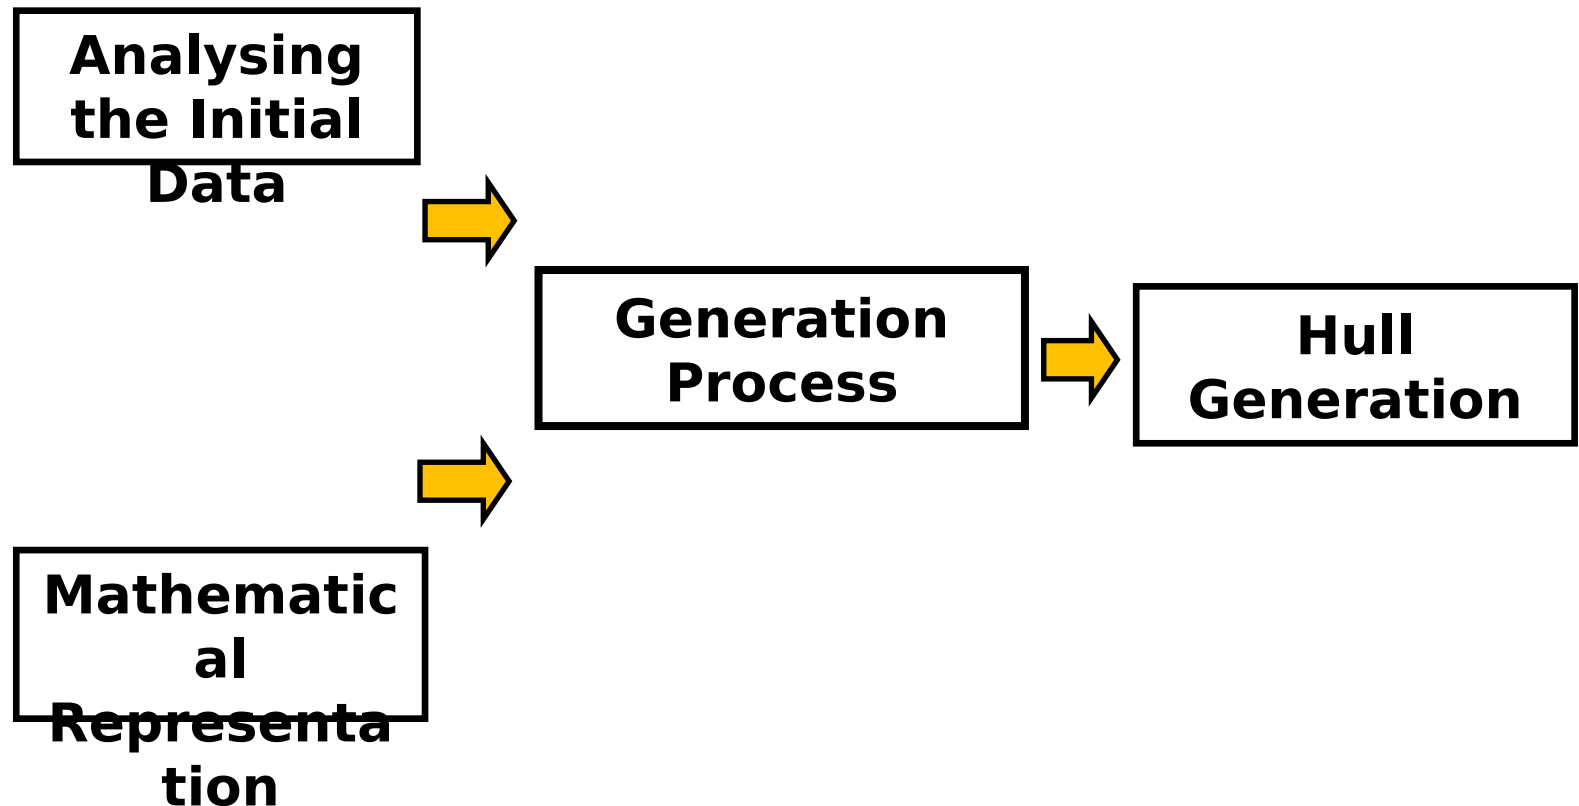 Analysing
the Initial
Data
Generation
Process
Hull
Generation
Mathematic
al
Representa
tion